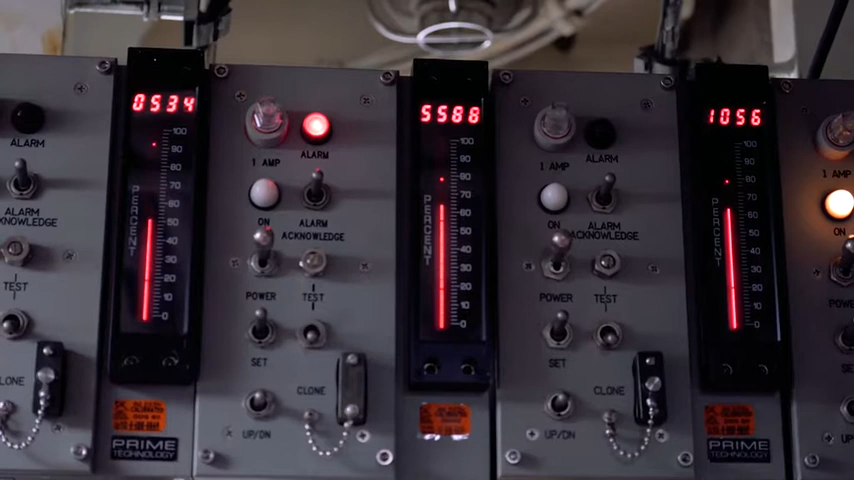 ALARM
ALARM
TEST
CLONE
0534
100
90
80
70
60
50
40
30
20
10
0
PERCENT
PRIME
TECHNOLOGY
1 AMP
ALARM
ON
ALARM
ACKNOWLEDGE
POWER
TEST
SET
CLONE
UP/DN
5588
100
90
80
70
60
50
40
30
20
10
0
PERCENT
1 AMP
ALARM
ON
ALARM
ACKNOWLEDGE
POWER
TEST
SET
CLONE
UP/DN
1056
100
90
80
70
60
50
40
30
20
10
0
PERCENT
PRIME
TECHNOLOGY
1 AMP
ON